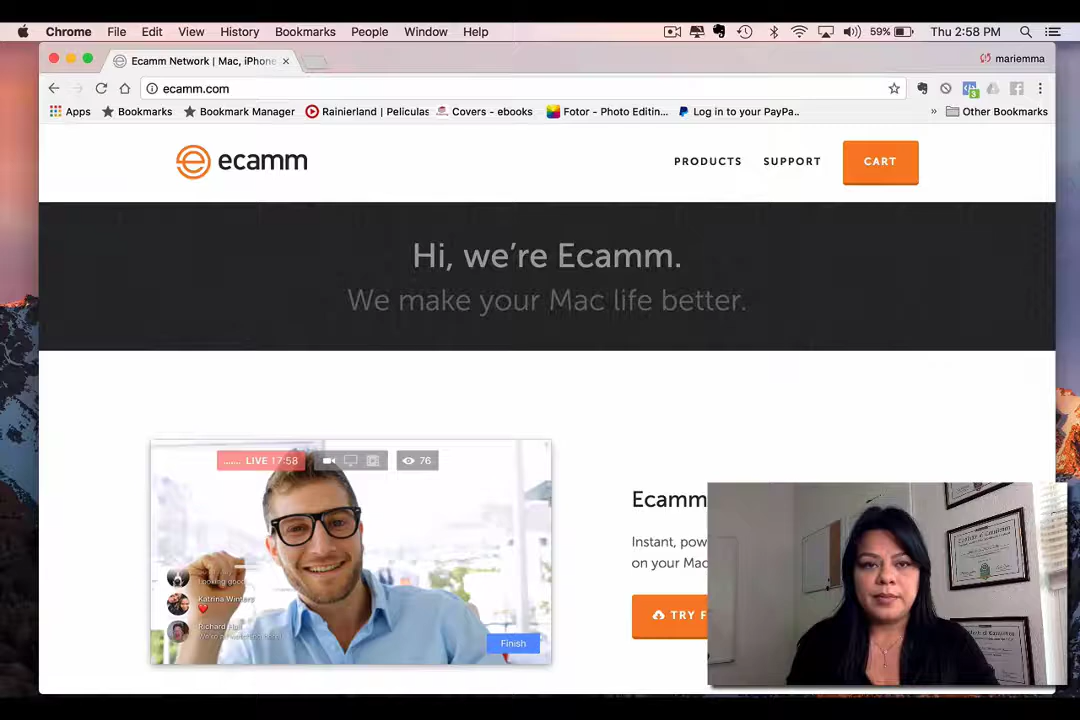 Chrome File Edit View History Bookmarks People Window Help 59% Thu 2:58 PM
Ecamm Network | Mac, iPhone mariemma
ecamm.com
Apps Bookmarks Bookmark Manager Rainierland | Peliculas Covers - ebooks Fotor - Photo Editin... Log in to your PayPa... » Other Bookmarks
ecamm PRODUCTS SUPPORT CART
Hi, we're Ecamm.
We make your Mac life better.
LIVE 17:58 76
Looking good
Katrina Winters
Richard
Finish
Ecamm
Instant, pow
on your Mac
TRY F